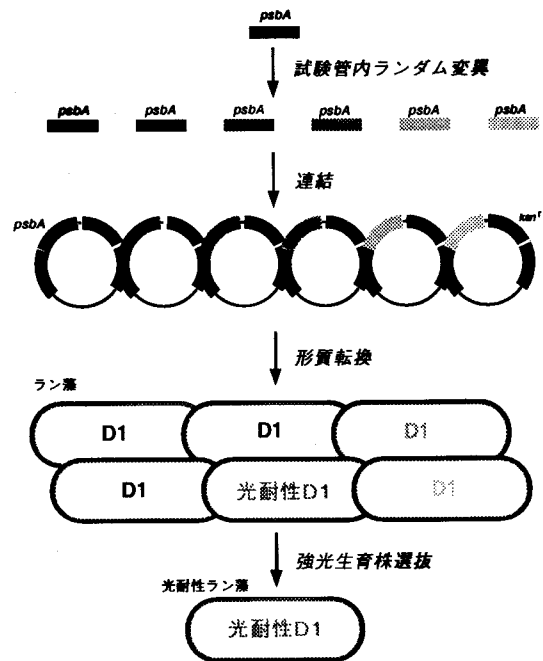 psbA
試験管内ランダム変異
psbA psbA psbA psbA psbA psbA
連結
psbA kanʳ
形質転換
ラン藻
D1 D1 D1
D1 光耐性D1 D1
強光生育株選抜
光耐性ラン藻
光耐性D1